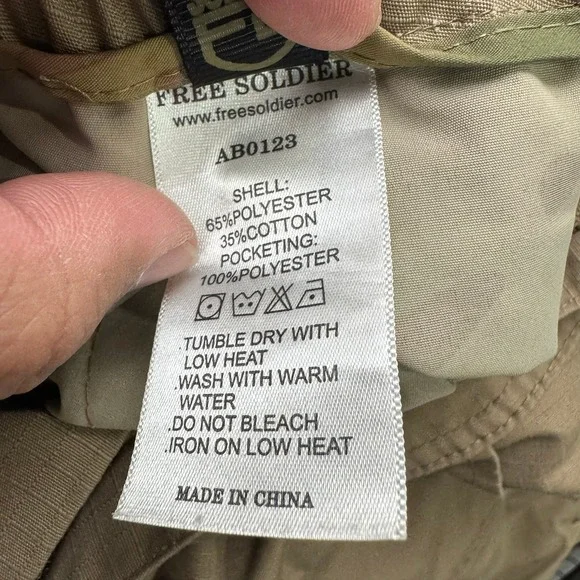 FREE SOLDIER
www.freesoldier.com
AB0123
SHELL:
65%POLYESTER
35%COTTON
POCKETING:
100%POLYESTER
.TUMBLE DRY WITH
LOW HEAT
.WASH WITH WARM
WATER
.DO NOT BLEACH
.IRON ON LOW HEAT
MADE IN CHINA